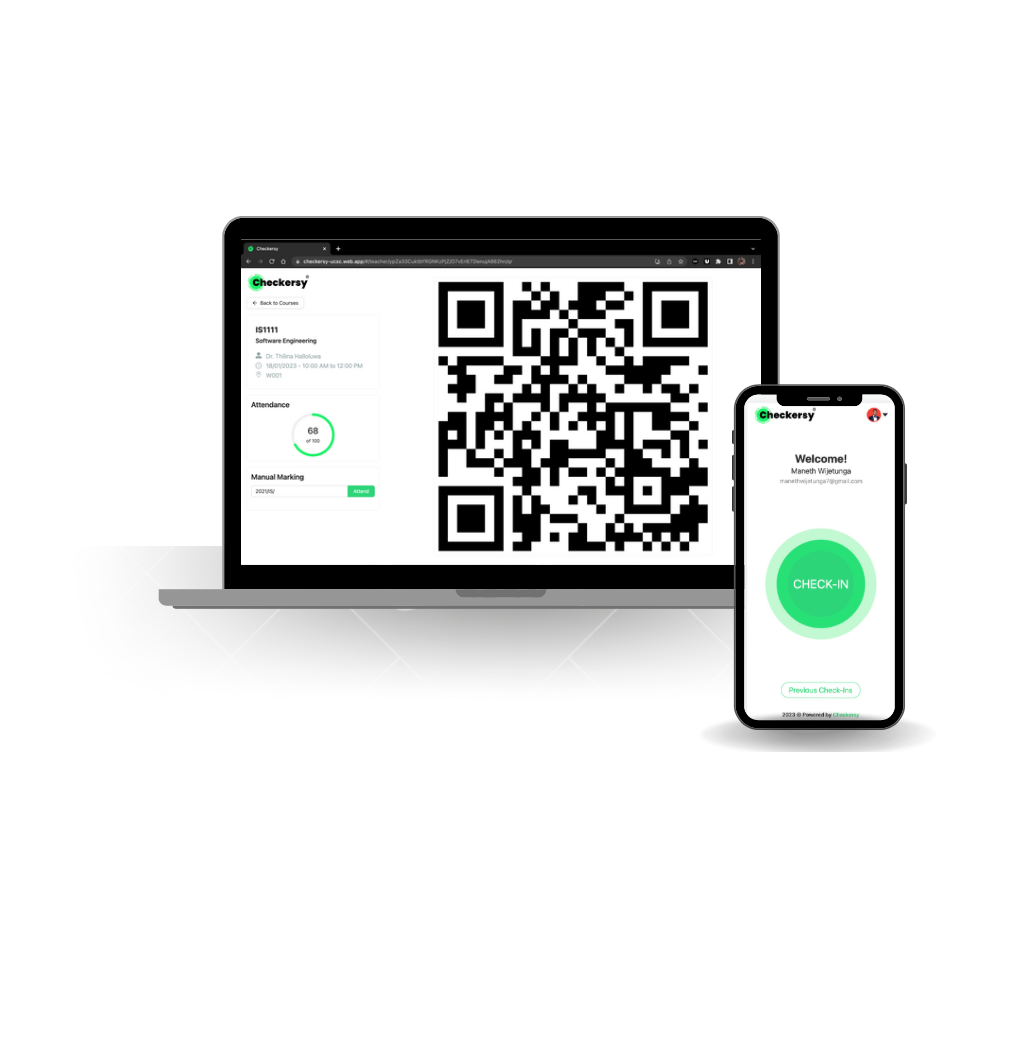 Checkersy
checkersy-ucsc.web.app
Checkersy
Back to Courses
IS1111
Software Engineering
Dr. Thilina Halloluwa
18/01/2023 - 10:00 AM to 12:00 PM
W001
Attendance
68
of 100
Manual Marking
2021/IS/
Attend
Checkersy
Welcome!
Maneth Wijetunga
manethwijetunga7@gmail.com
CHECK-IN
Previous Check-Ins
2023 © Powered by Checkersy